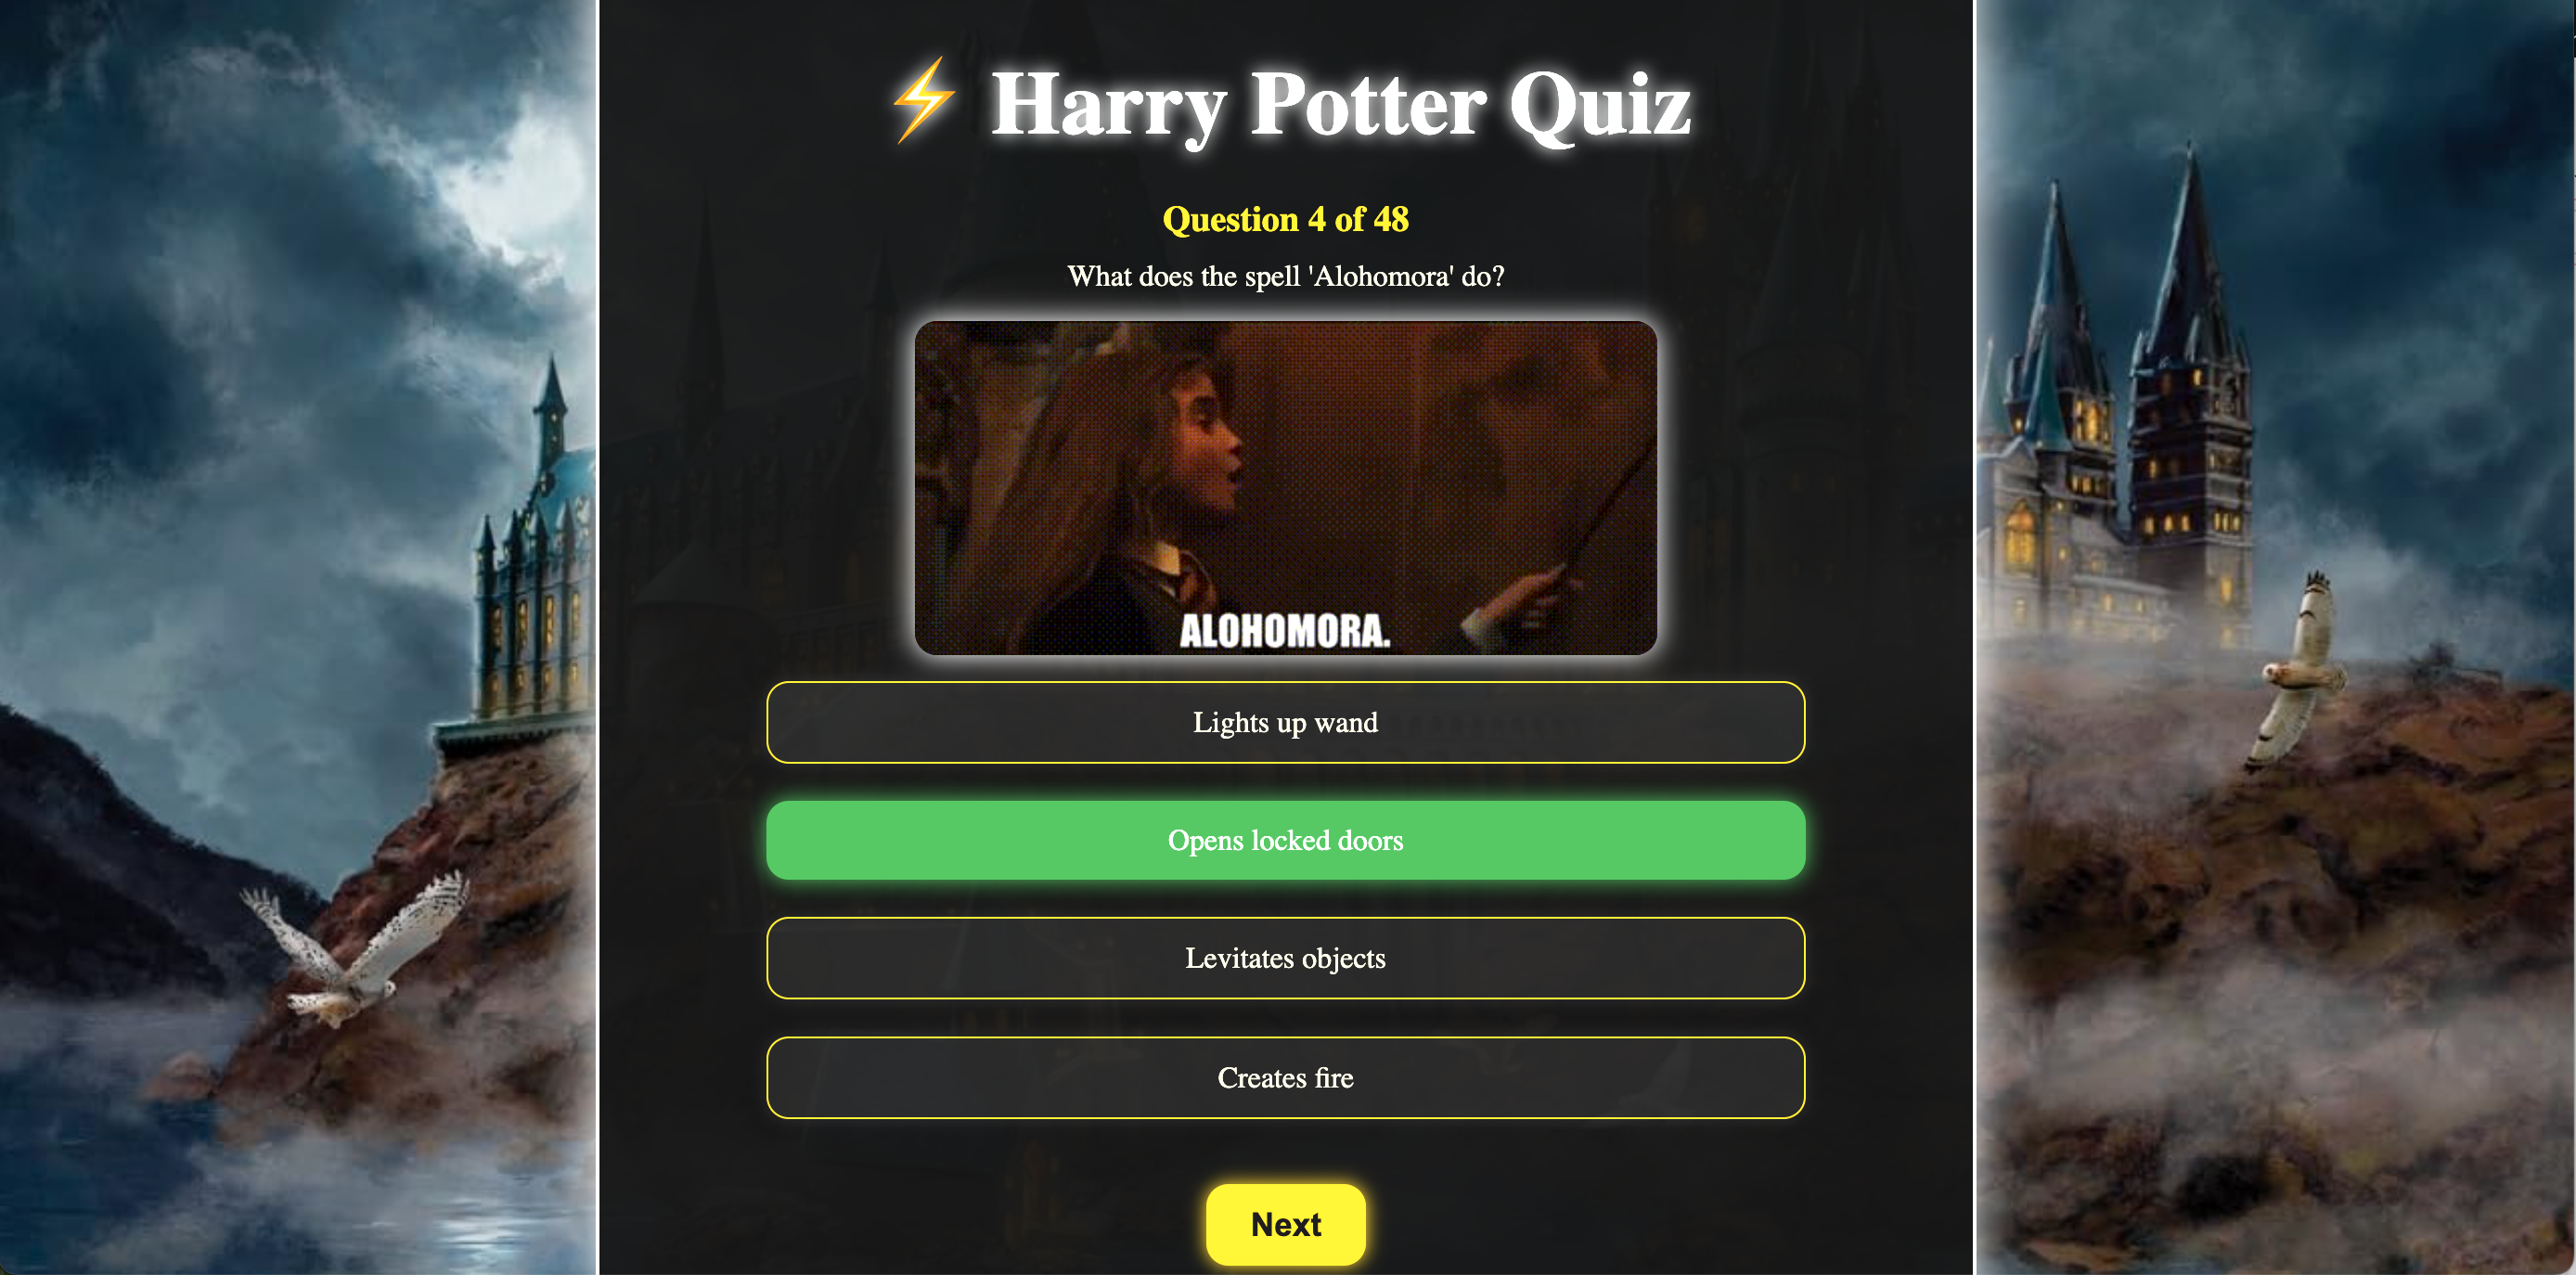 ⚡ Harry Potter Quiz
Question 4 of 48
What does the spell 'Alohomora' do?
ALOHOMORA.
Lights up wand
Opens locked doors
Levitates objects
Creates fire
Next